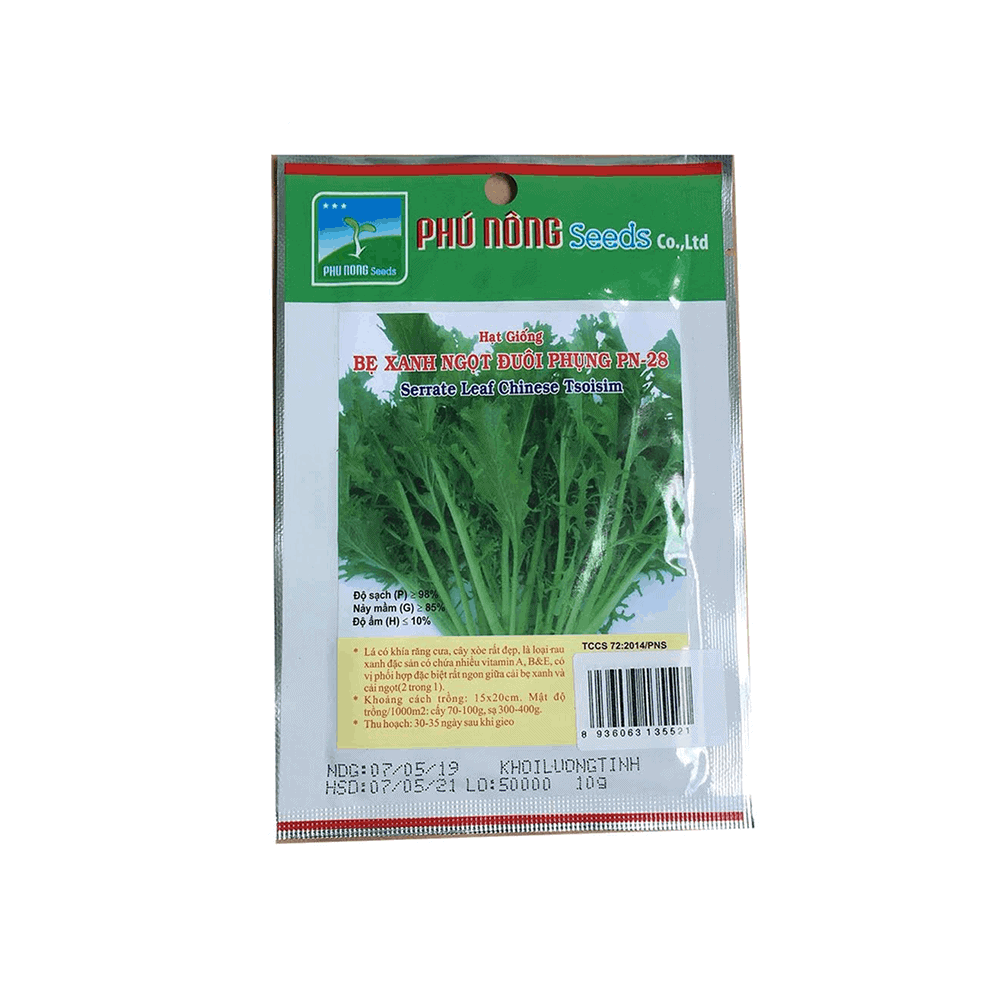 PHÚ NÔNG Seeds Co.,Ltd
★★★
PHU NONG Seeds
Hạt Giống
BẸ XANH NGỌT ĐUÔI PHỤNG PN-28
Serrate Leaf Chinese Tsoisim
Độ sạch (P) ≥ 98%
Nảy mầm (G) ≥ 85%
Độ ẩm (H) ≤ 10%
TCCS 72:2014/PNS
* Lá có khía răng cưa, cây xòe rất đẹp, là loại rau
xanh đặc sản có chứa nhiều vitamin A, B&E, có
vị phối hợp đặc biệt rất ngon giữa cải bẹ xanh và
cải ngọt(2 trong 1).
* Khoảng cách trồng: 15x20cm. Mật độ
trồng/1000m2: cấy 70-100g, sạ 300-400g.
* Thu hoạch: 30-35 ngày sau khi gieo
8 936063 135521
NDG:07/05/19 KHOILUONGTINH
HSD:07/05/21 LO:50000 10g